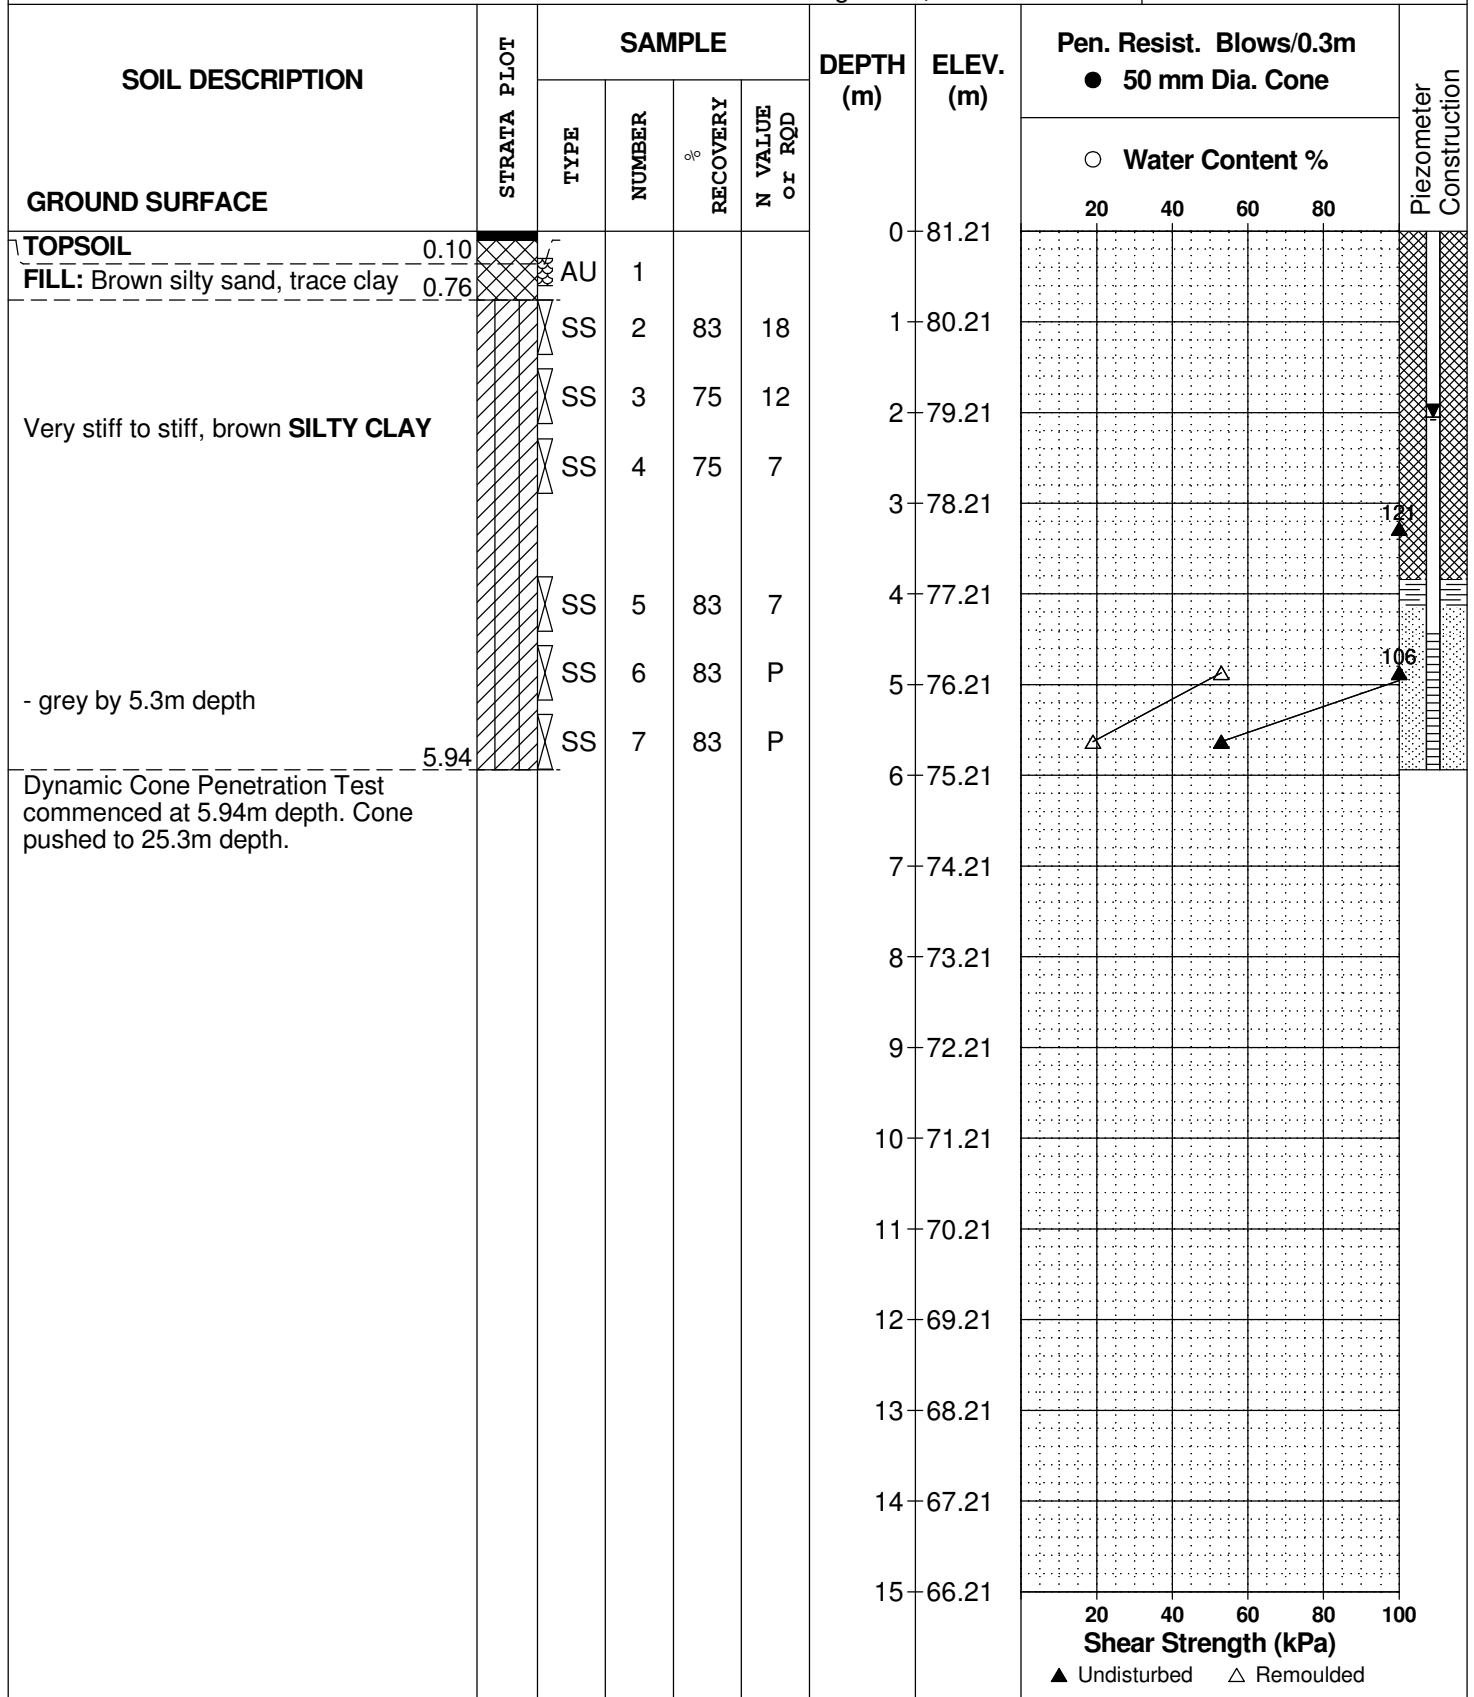 SOIL DESCRIPTION
GROUND SURFACE
STRATA PLOT
SAMPLE
TYPE
NUMBER
%
RECOVERY
N VALUE
or RQD
DEPTH
(m)
ELEV.
(m)
Pen. Resist. Blows/0.3m
● 50 mm Dia. Cone
○ Water Content %
20 40 60 80
Piezometer
Construction
TOPSOIL 0.10
FILL: Brown silty sand, trace clay 0.76
Very stiff to stiff, brown SILTY CLAY
- grey by 5.3m depth
5.94
Dynamic Cone Penetration Test
commenced at 5.94m depth. Cone
pushed to 25.3m depth.
AU 1
SS 2 83 18
SS 3 75 12
SS 4 75 7
SS 5 83 7
SS 6 83 P
SS 7 83 P
0 81.21
1 80.21
2 79.21
3 78.21
4 77.21
5 76.21
6 75.21
7 74.21
8 73.21
9 72.21
10 71.21
11 70.21
12 69.21
13 68.21
14 67.21
15 66.21
121
106
20 40 60 80 100
Shear Strength (kPa)
▲ Undisturbed △ Remoulded